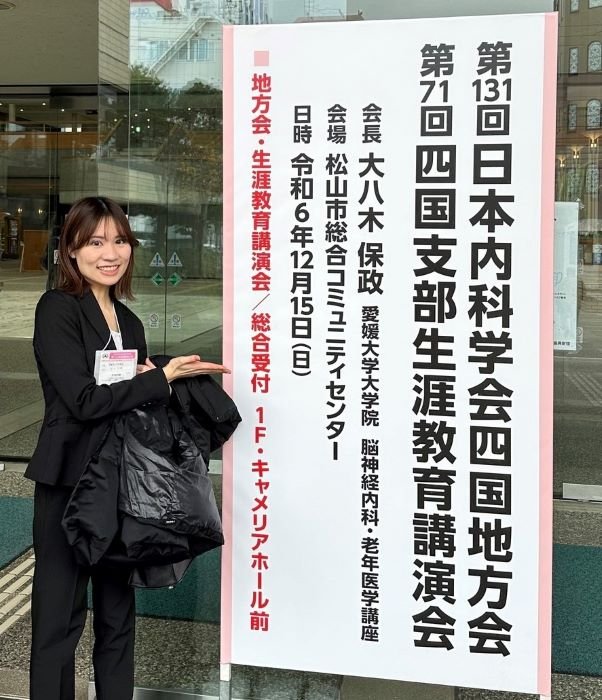 第131回 日本内科学会四国地方会
第71回 四国支部生涯教育講演会
会長 大八木 保政 愛媛大学大学院 脳神経内科・老年医学講座
会場 松山市総合コミュニティセンター
日時 令和6年12月15日(日)
■ 地方会・生涯教育講演会/総合受付 1F・キャメリアホール前